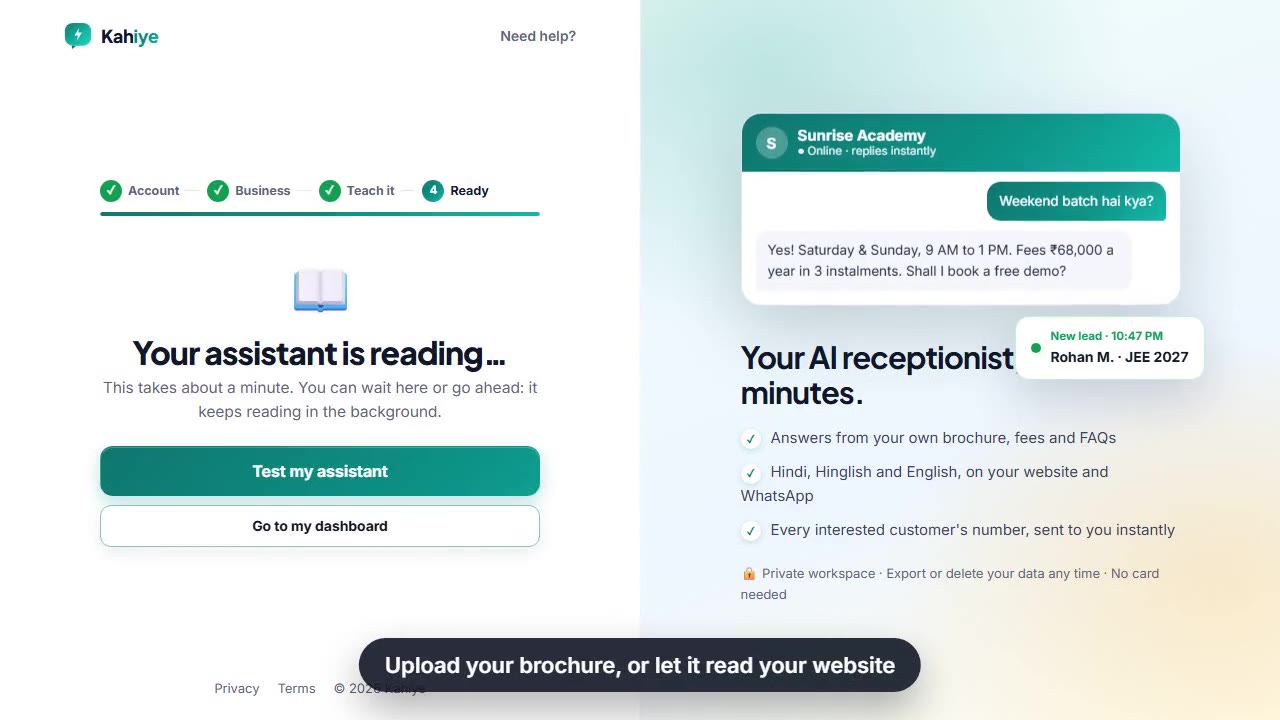 Kahiye
Need help?
✓ Account ✓ Business ✓ Teach it 4 Ready
Your assistant is reading...
This takes about a minute. You can wait here or go ahead: it
keeps reading in the background.
Test my assistant
Go to my dashboard
Privacy Terms © 2026 Kahiye
S
Sunrise Academy
● Online · replies instantly
Weekend batch hai kya?
Yes! Saturday & Sunday, 9 AM to 1 PM. Fees ₹68,000 a
year in 3 instalments. Shall I book a free demo?
New lead · 10:47 PM
Rohan M. · JEE 2027
Your AI receptionist
minutes.
✓ Answers from your own brochure, fees and FAQs
✓ Hindi, Hinglish and English, on your website and
WhatsApp
✓ Every interested customer's number, sent to you instantly
🔒 Private workspace · Export or delete your data any time · No card
needed
Upload your brochure, or let it read your website